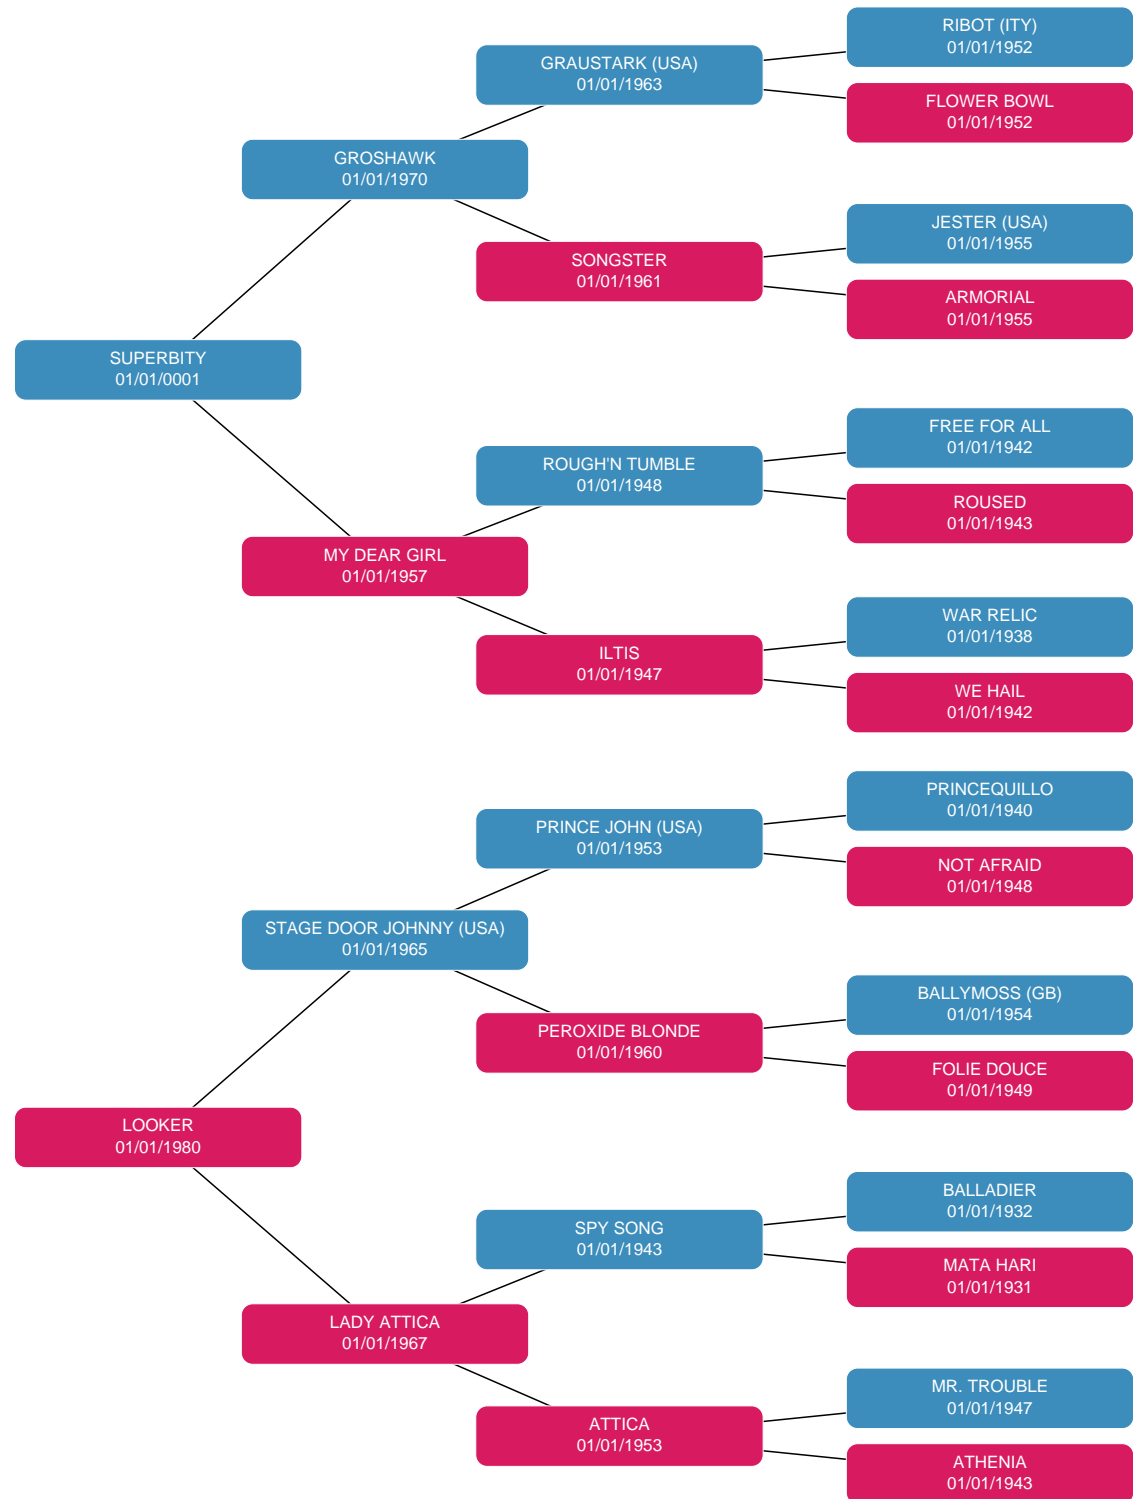 RIBOT (ITY)
01/01/1952
GRAUSTARK (USA)
01/01/1963
FLOWER BOWL
01/01/1952
GROSHAWK
01/01/1970
JESTER (USA)
01/01/1955
SONGSTER
01/01/1961
ARMORIAL
01/01/1955
SUPERBITY
01/01/0001
FREE FOR ALL
01/01/1942
ROUGH'N TUMBLE
01/01/1948
ROUSED
01/01/1943
MY DEAR GIRL
01/01/1957
WAR RELIC
01/01/1938
ILTIS
01/01/1947
WE HAIL
01/01/1942
PRINCEQUILLO
01/01/1940
PRINCE JOHN (USA)
01/01/1953
NOT AFRAID
01/01/1948
STAGE DOOR JOHNNY (USA)
01/01/1965
BALLYMOSS (GB)
01/01/1954
PEROXIDE BLONDE
01/01/1960
FOLIE DOUCE
01/01/1949
LOOKER
01/01/1980
BALLADIER
01/01/1932
SPY SONG
01/01/1943
MATA HARI
01/01/1931
LADY ATTICA
01/01/1967
MR. TROUBLE
01/01/1947
ATTICA
01/01/1953
ATHENIA
01/01/1943